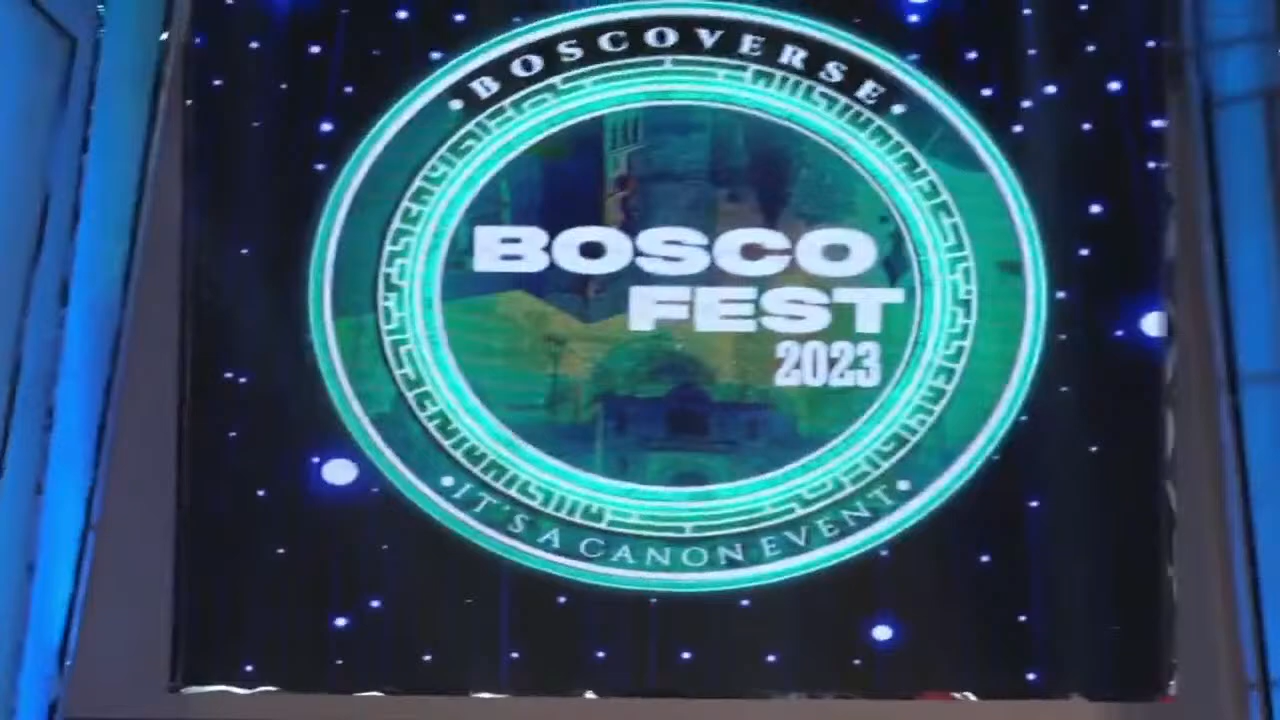 BOSCOVERSE
BOSCO
FEST
2023
IT'S A CANON EVENT